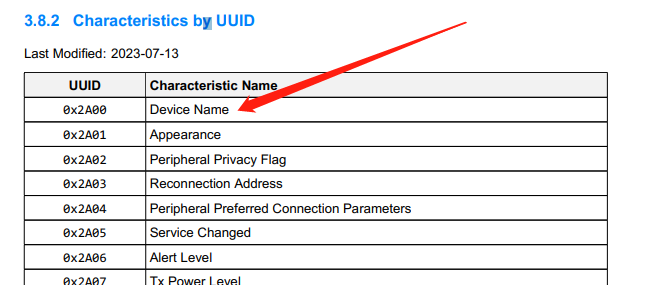 3.8.2 Characteristics by UUID
Last Modified: 2023-07-13
UUID Characteristic Name
0x2A00 Device Name
0x2A01 Appearance
0x2A02 Peripheral Privacy Flag
0x2A03 Reconnection Address
0x2A04 Peripheral Preferred Connection Parameters
0x2A05 Service Changed
0x2A06 Alert Level
0x2A07 Tx Power Level